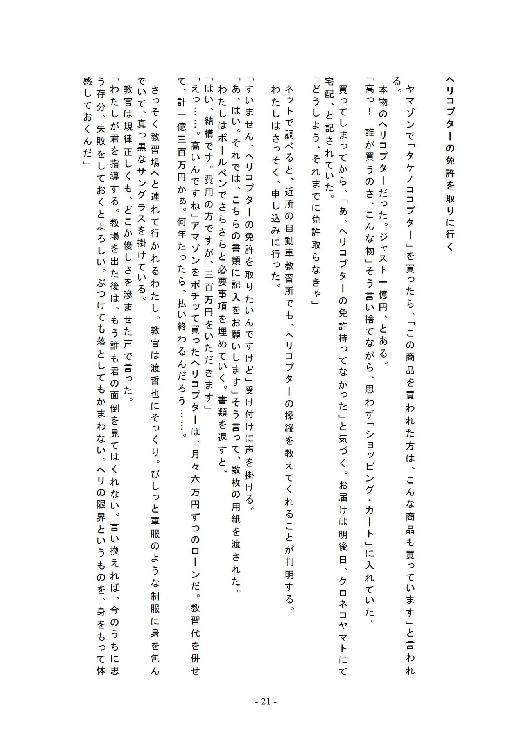 ヘリコプターの免許を取りに行く
ヤマゾンで「タケノコプター」を買ったら、「この商品を買われた方は、こんな商品も買っています」と言われ
る。
本物のヘリコプターだった。ジャスト一億円、とある。
「高っ！　誰が買うのさ、こんな物」そう言い捨てながら、思わず「ショッピング・カート」に入れていた。
買ってしまってから、「あ、ヘリコプターの免許持ってなかった」と気づく。お届けは明後日、クロネコヤマトにて
宅配、と記されていた。
「どうしよう、それまでに免許取らなきゃ」
ネットで調べると、近所の自動車教習所でも、ヘリコプターの操縦を教えてくれることが判明する。
わたしはさっそく、申し込みに行った。
「すいません、ヘリコプターの免許を取りたいんですけど」受け付けに声を掛ける。
「あ、はい。それでは、こちらの書類に記入をお願いします」そう言って、数枚の用紙を渡された。
わたしはボールペンでさらさらと必要事項を埋めていく。書類を返すと、
「はい、結構です。費用の方ですが、三百万円をいただきます」
「えっ……。高いんですね」アマゾンをポチッて買ったヘリコプターは、月々六万円ずつのローンだ。教習代を併せ
て、計一億三百万円かぁ。何年たったら、払い終わるんだろう……。
さっそく教習場へと連れて行かれるわたし。教官は渡哲也にそっくり。びしっと軍服のような制服に身を包ん
でいて、真っ黒なサングラスを掛けている。
教官は規律正しくも、どこか優しさを滲ませた声で言った。
「わたしが君を指導する。教場を出た後は、もう誰も君の面倒を見てはくれない。言い換えれば、今のうちに思
う存分、失敗をしておくとよろしい。ぶつけても落としてもかまわない。ヘリの限界というものを、身をもって体
感しておくんだ」
- 21 -